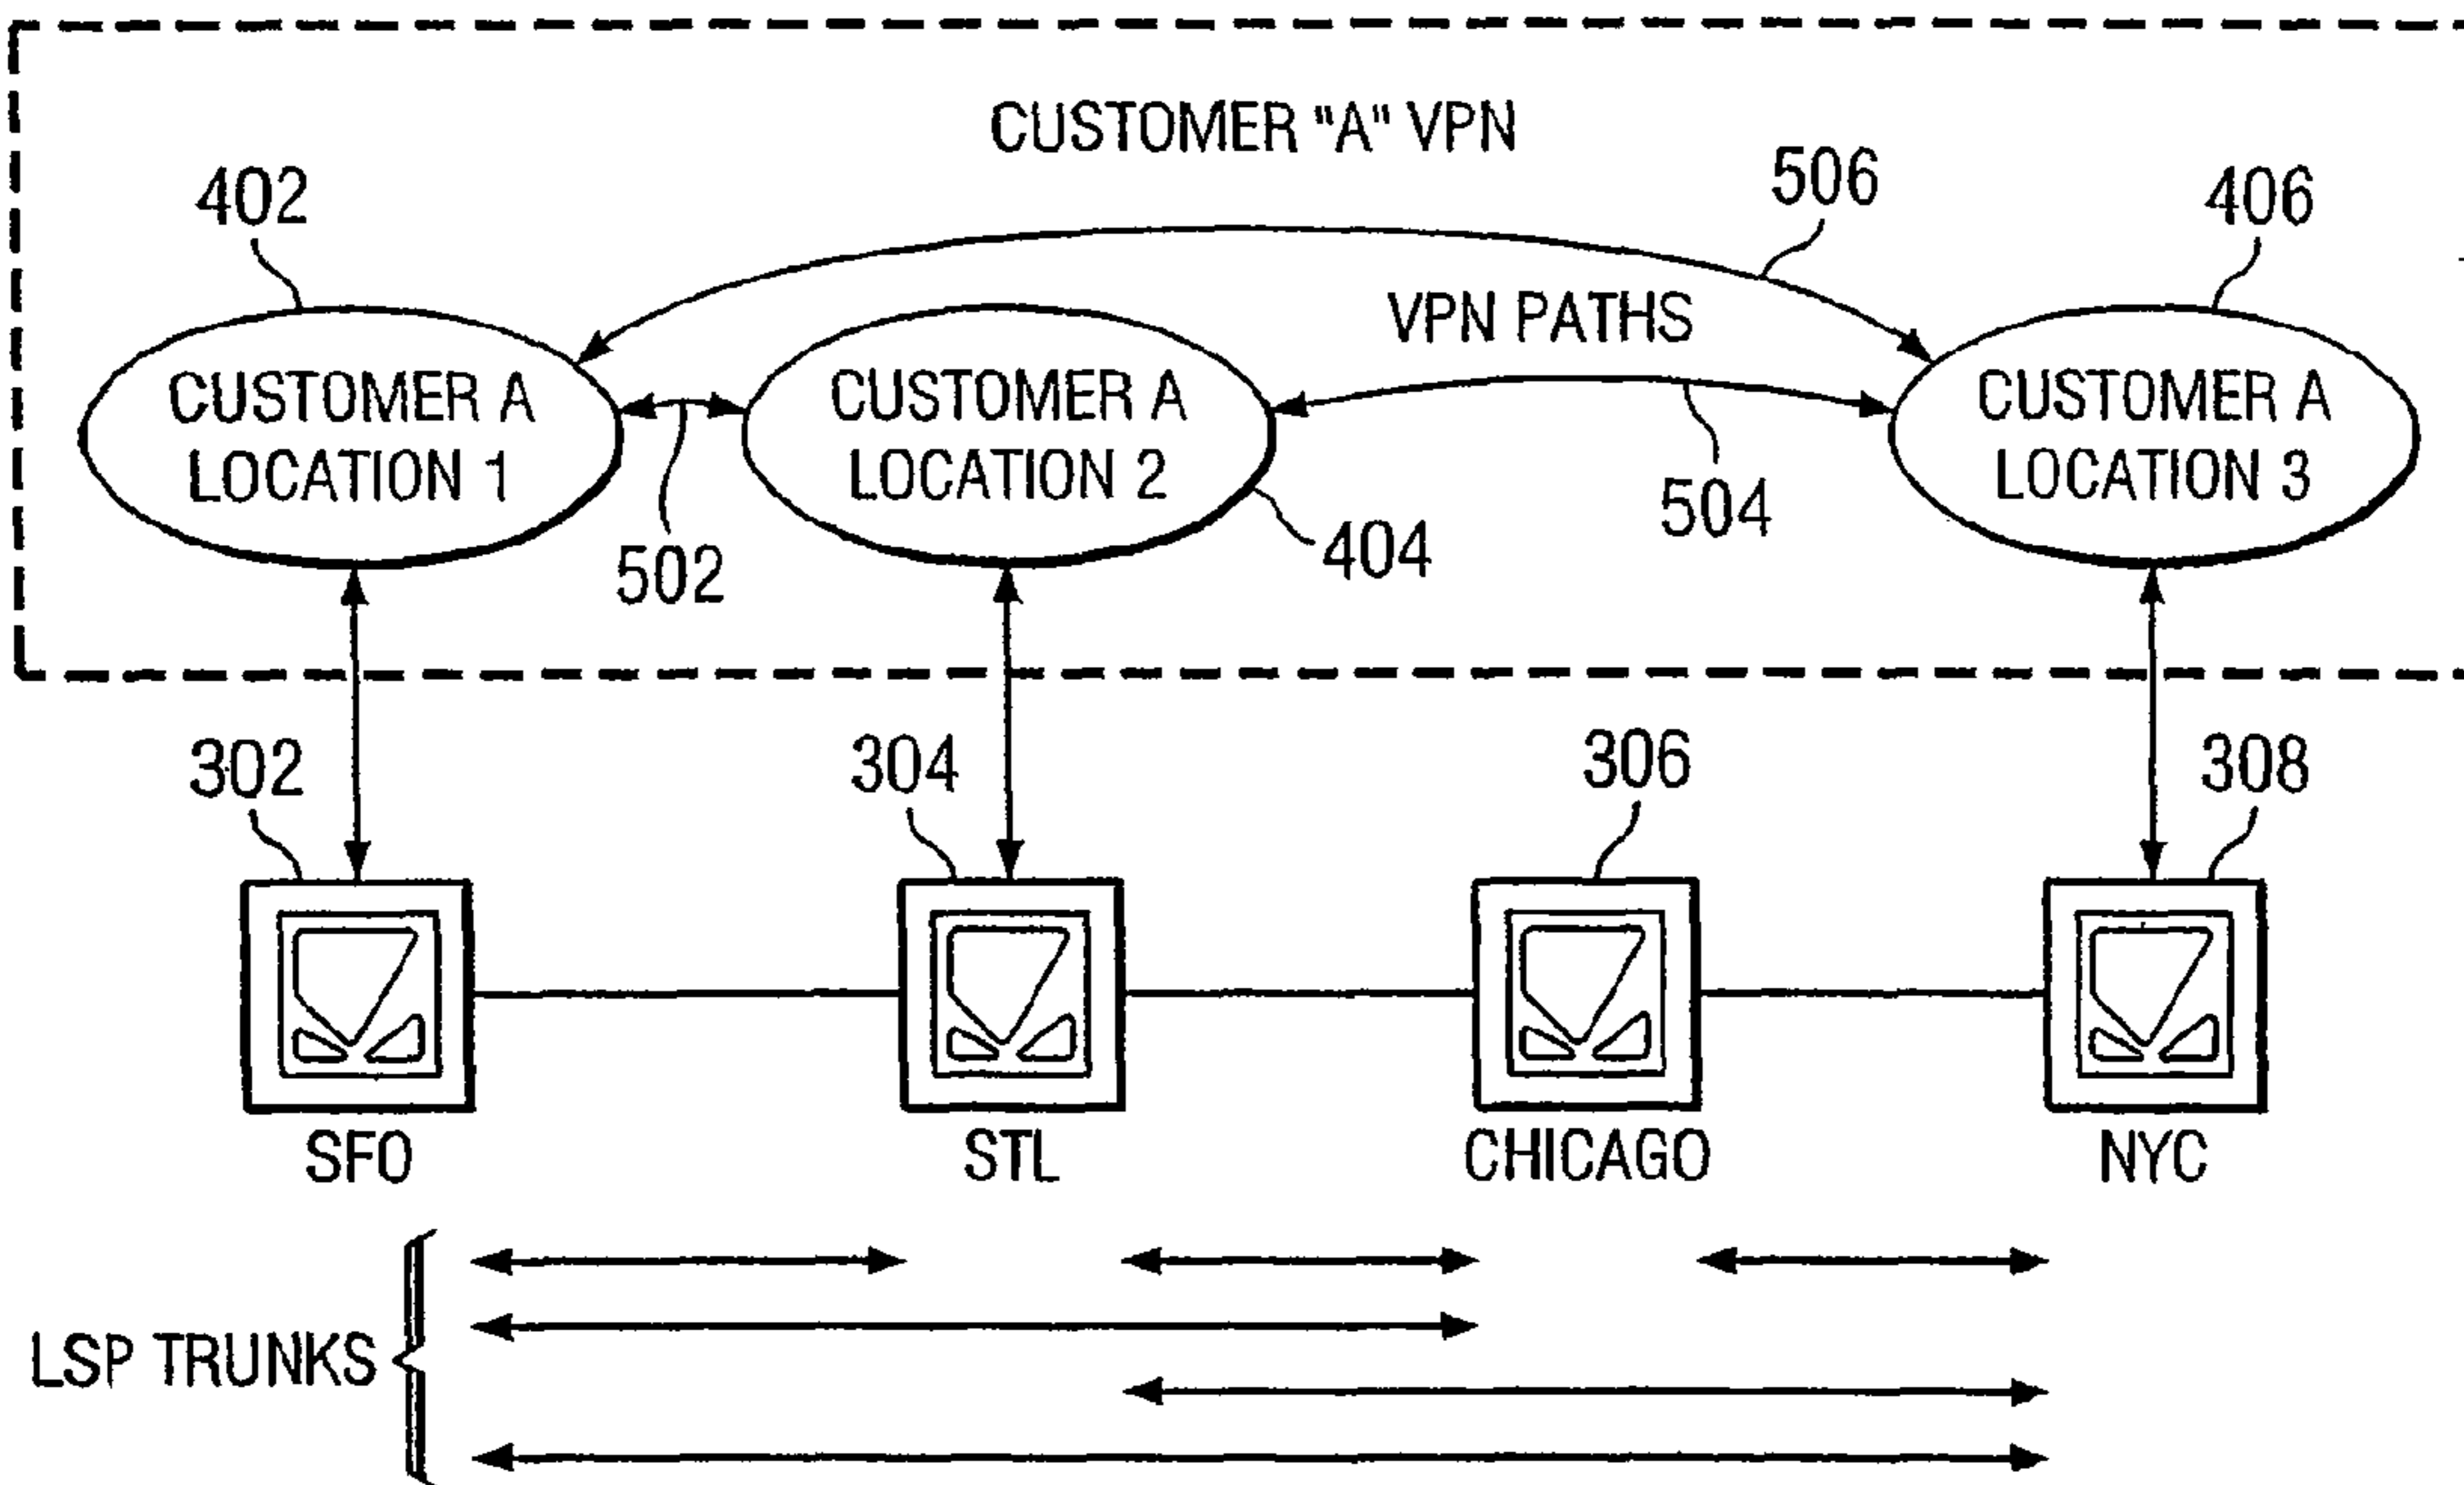 CUSTOMER "A" VPN
402
506
406
VPN PATHS
CUSTOMER A
LOCATION 1
CUSTOMER A
LOCATION 2
CUSTOMER A
LOCATION 3
502
404
504
302
304
306
308
SFO
STL
CHICAGO
NYC
LSP TRUNKS